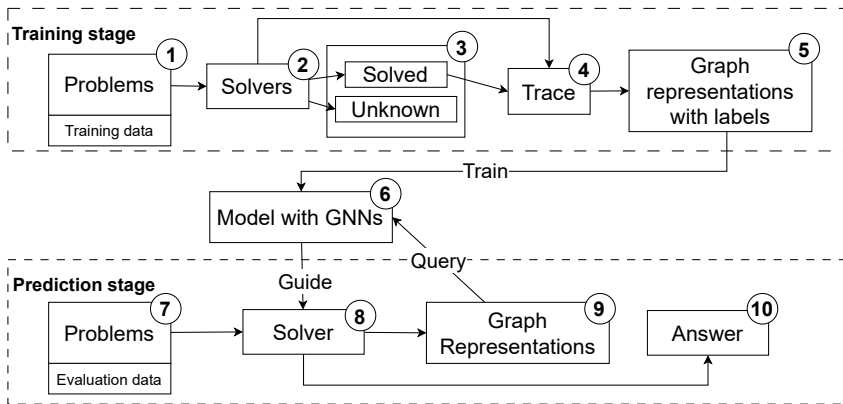 Training stage
1
Problems
Training data
2
Solvers
3
Solved
Unknown
4
Trace
5
Graph
representations
with labels
Train
6
Model with GNNs
Guide
Query
Prediction stage
7
Problems
Evaluation data
8
Solver
9
Graph
Representations
10
Answer